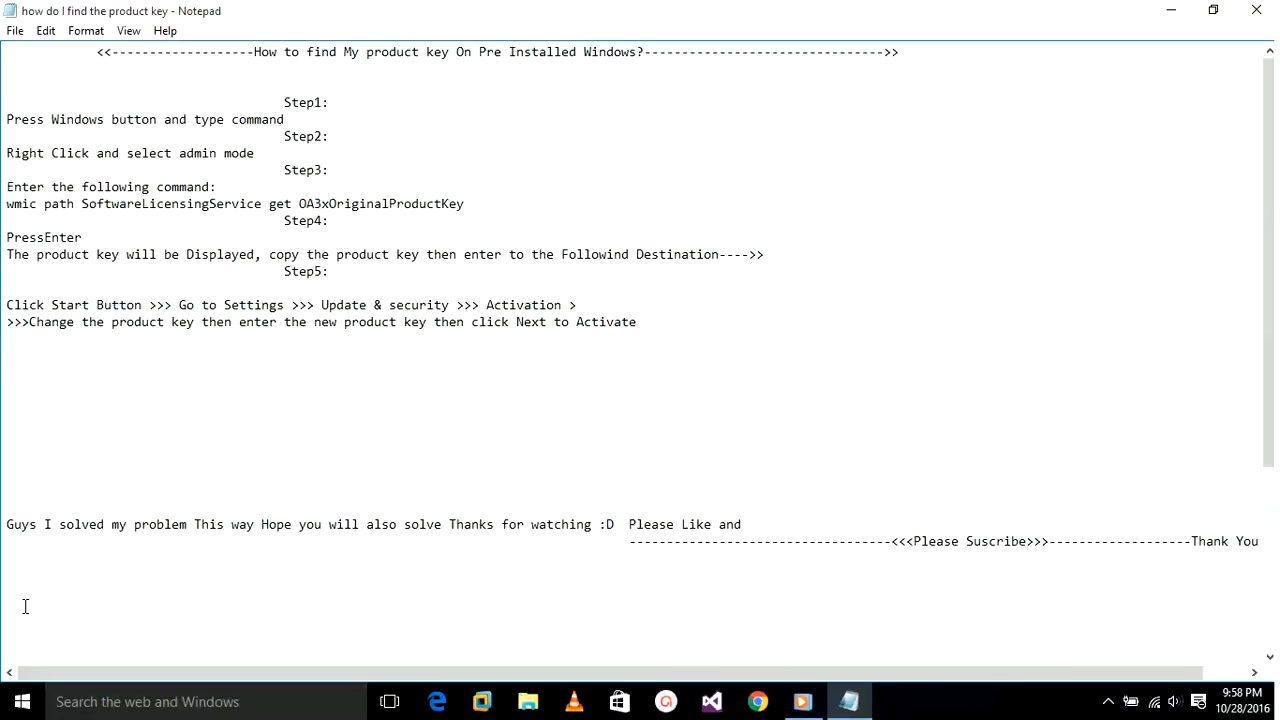 how do I find the product key - Notepad
File Edit Format View Help
<<-------------------How to find My product key On Pre Installed Windows?-------------------------------->>
Step1:
Press Windows button and type command
Step2:
Right Click and select admin mode
Step3:
Enter the following command:
wmic path SoftwareLicensingService get OA3xOriginalProductKey
Step4:
PressEnter
The product key will be Displayed, copy the product key then enter to the Followind Destination---->>
Step5:
Click Start Button >>> Go to Settings >>> Update & security >>> Activation >
>>>Change the product key then enter the new product key then click Next to Activate
Guys I solved my problem This way Hope you will also solve Thanks for watching :D  Please Like and
-----------------------------------<<<Please Suscribe>>>-------------------Thank You
Search the web and Windows
9:58 PM
10/28/2016